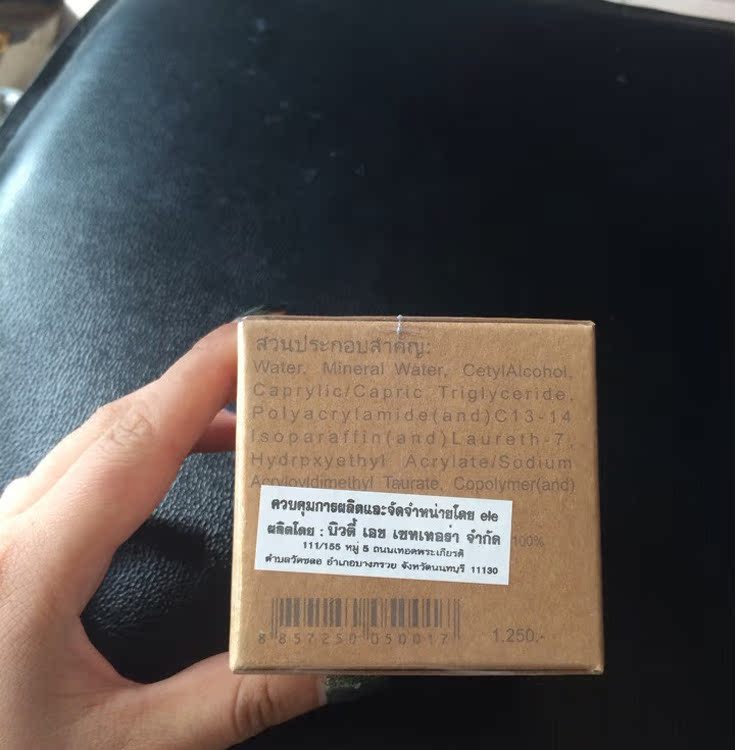 ส่วนประกอบสำคัญ:
Water, Mineral Water, CetylAlcohol,
Caprylic/Capric Triglyceride,
Polyacrylamide(and)C13-14
Isoparaffin(and)Laureth-7,
Hydrpxyethyl Acrylate/Sodium
Acryloyldimethyl Taurate, Copolymer(and)
ควบคุมการผลิตและจัดจำหน่ายโดย ele
ผลิตโดย : บิวตี้ เอช เซทเทอร่า จำกัด
100%
111/155 หมู่ 5 ถนนเทอดพระเกียรติ
ตำบลวัดชลอ อำเภอบางกรวย จังหวัดนนทบุรี 11130
8 857250 050017
1.250.-